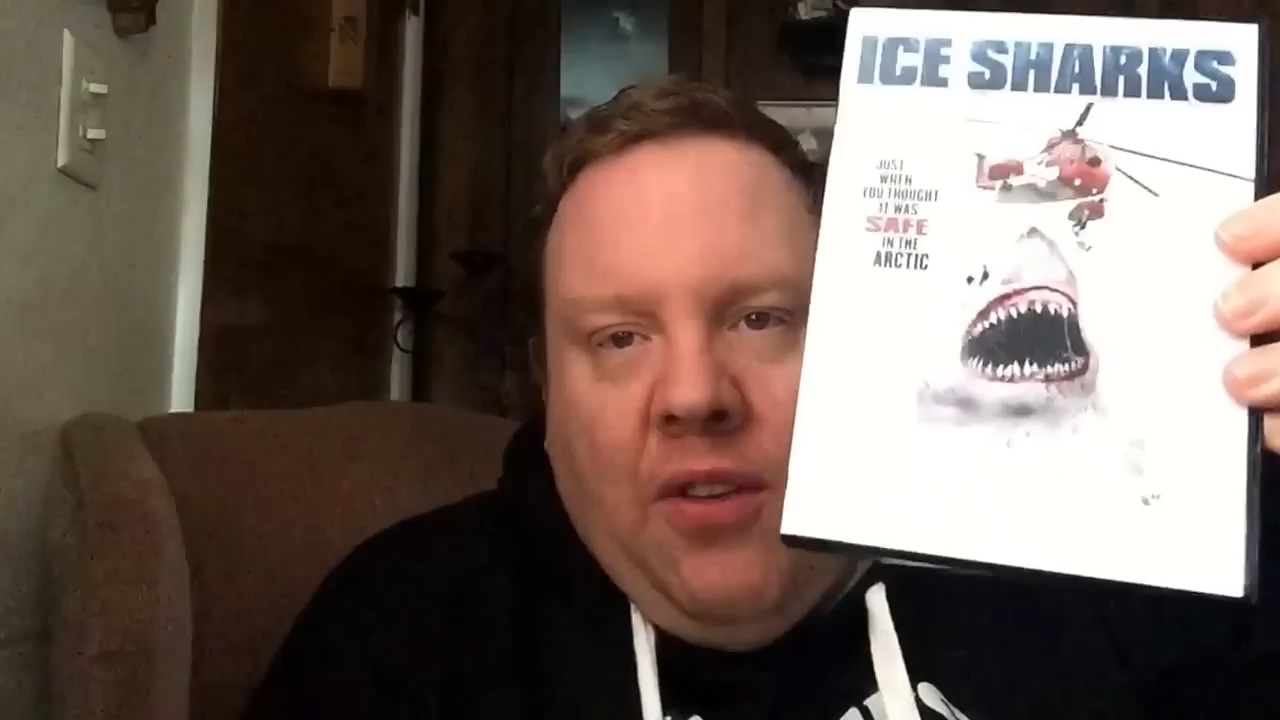 ICE SHARKS
JUST
WHEN
YOU THOUGHT
IT WAS
SAFE
IN THE
ARCTIC